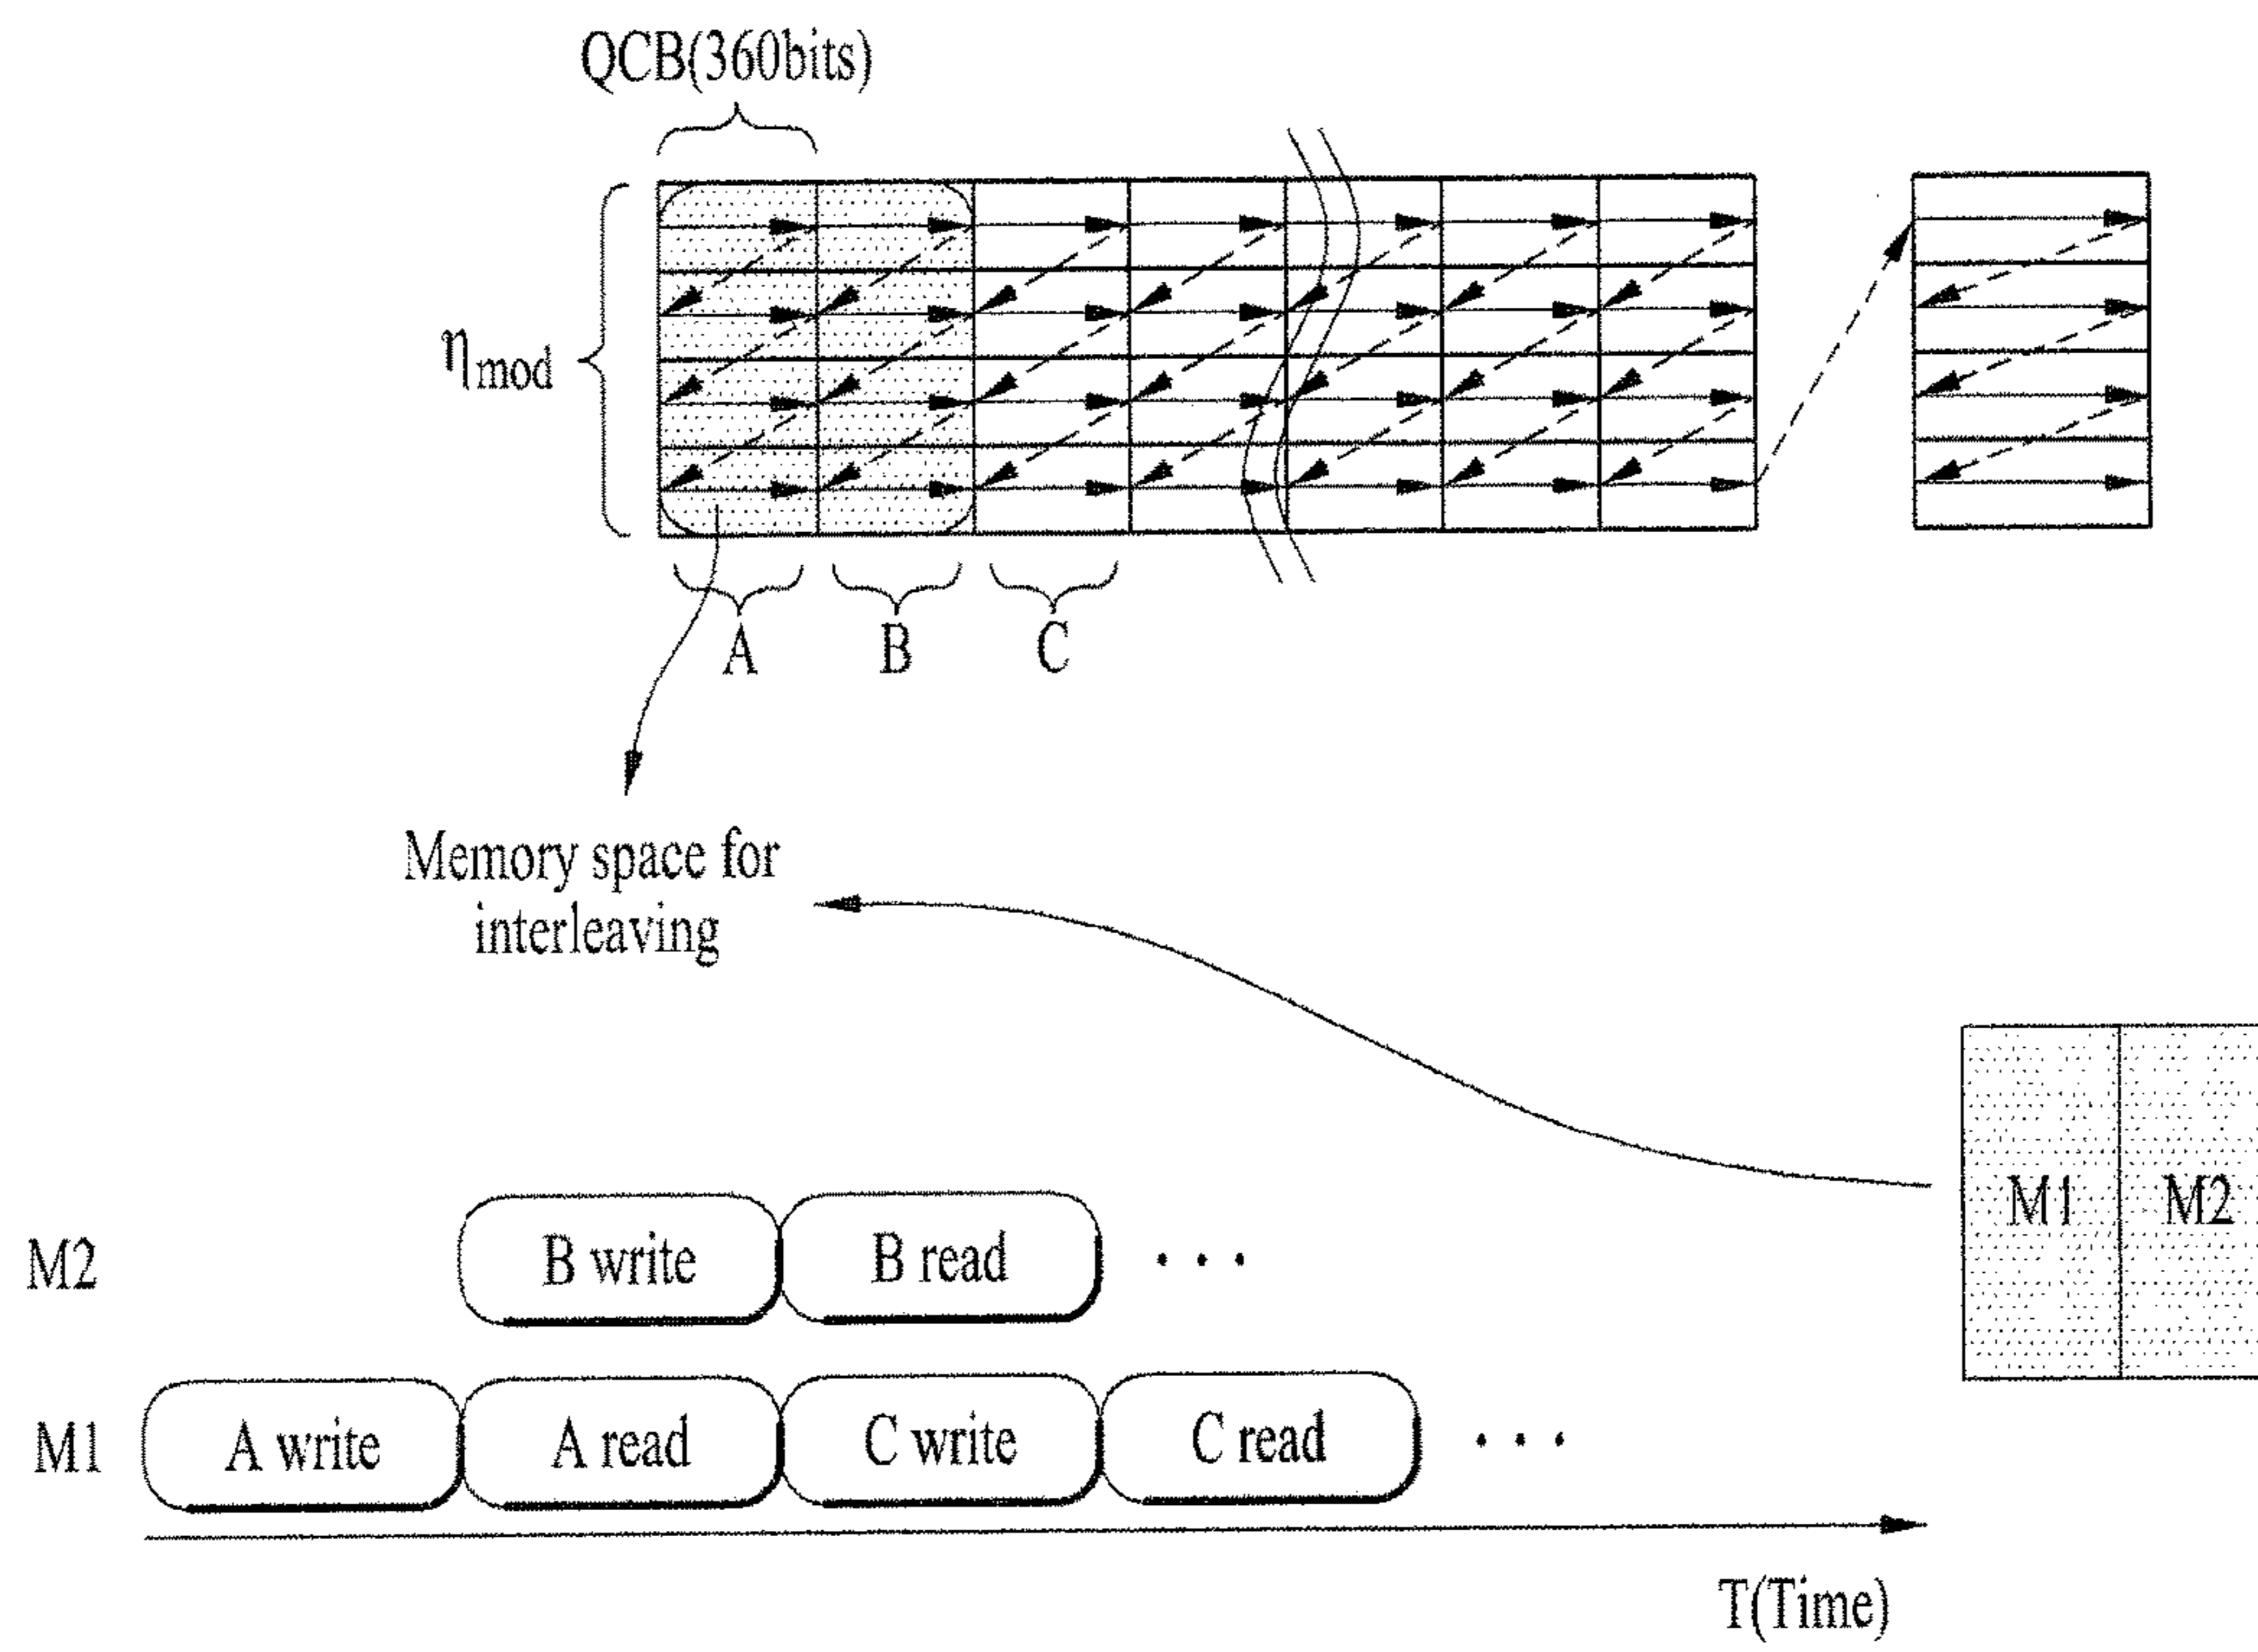 QCB(360bits)
ηmod
A
B
C
Memory space for
interleaving
M1
M2
M2
B write
B read
· · ·
M1
A write
A read
C write
C read
· · ·
T(Time)